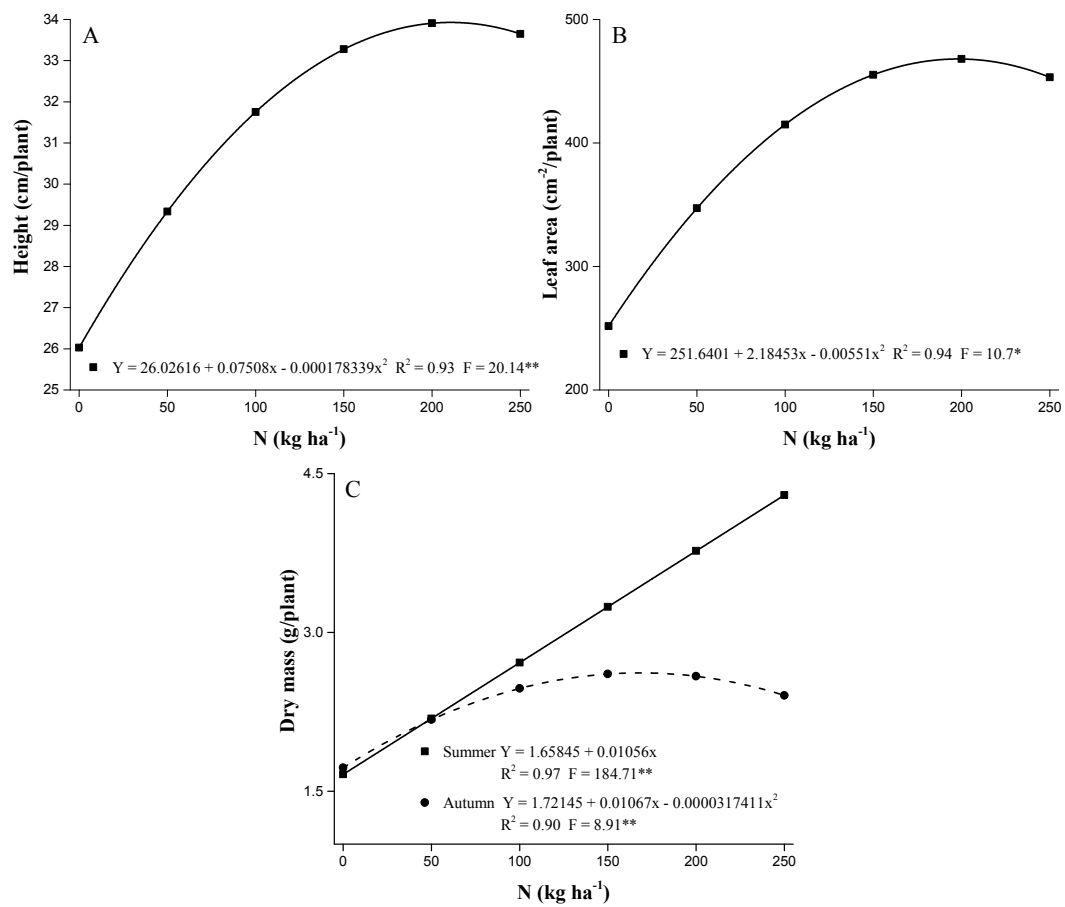 A
Height (cm/plant)
34
33
32
31
30
29
28
27
26
25
Y = 26.02616 + 0.07508x - 0.000178339x² R² = 0.93 F = 20.14**
0 50 100 150 200 250
N (kg ha⁻¹)
B
Leaf area (cm⁻²/plant)
500
400
300
200
Y = 251.6401 + 2.18453x - 0.00551x² R² = 0.94 F = 10.7*
0 50 100 150 200 250
N (kg ha⁻¹)
C
Dry mass (g/plant)
4.5
3.0
1.5
Summer Y = 1.65845 + 0.01056x
R² = 0.97 F = 184.71**
Autumn Y = 1.72145 + 0.01067x - 0.0000317411x²
R² = 0.90 F = 8.91**
0 50 100 150 200 250
N (kg ha⁻¹)